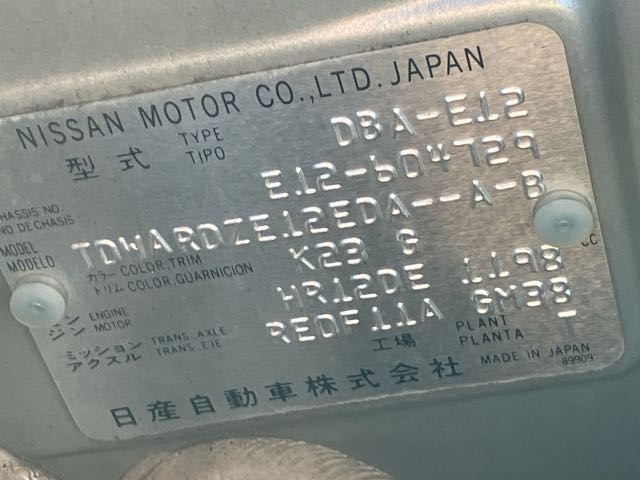 NISSAN MOTOR CO.,LTD. JAPAN
型式 TYPE TIPO DBA-E12
CHASSIS NO. NO DE CHASIS E12-604729
MODEL MODELO TDWARDZE12EDA--A-B
カラー COLOR,TRIM トリム COLOR,GUARNICION K23 G
ジン ENGINE ジン MOTOR HR12DE 1198 CC
ミッション TRANS. AXLE アクスル TRANS. EJE REOF11A GM38
工場 PLANT PLANTA T
日産自動車株式会社 MADE IN JAPAN
89909